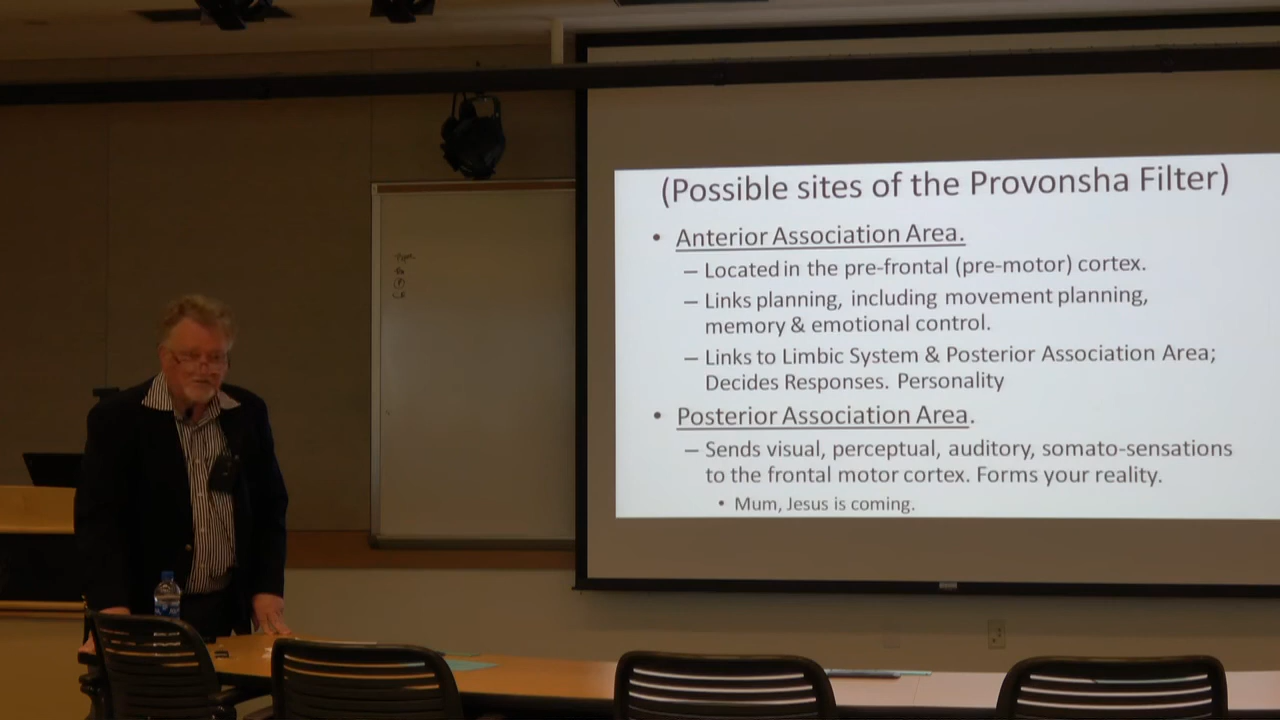 (Possible sites of the Provonsha Filter)
• Anterior Association Area.
– Located in the pre-frontal (pre-motor) cortex.
– Links planning, including movement planning,
memory & emotional control.
– Links to Limbic System & Posterior Association Area;
Decides Responses. Personality
• Posterior Association Area.
– Sends visual, perceptual, auditory, somato-sensations
to the frontal motor cortex. Forms your reality.
• Mum, Jesus is coming.